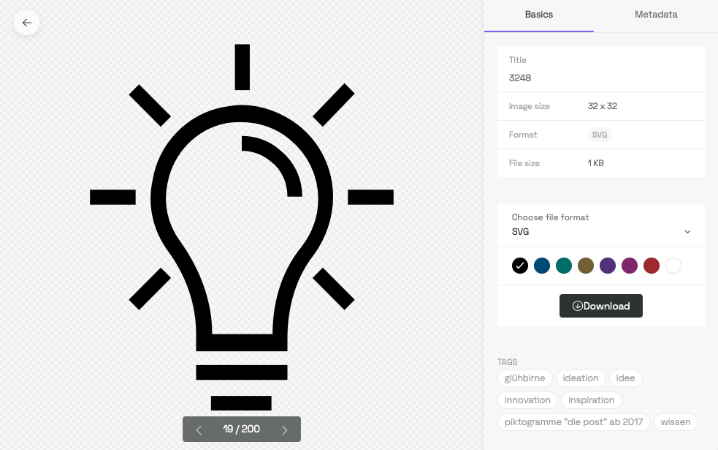 Basics Metadata
Title
3248
Image size 32 x 32
Format SVG
File size 1 KB
Choose file format
SVG
Download
TAGS
glühbirne ideation idee
innovation inspiration
piktogramme "die post" ab 2017 wissen
19 / 200